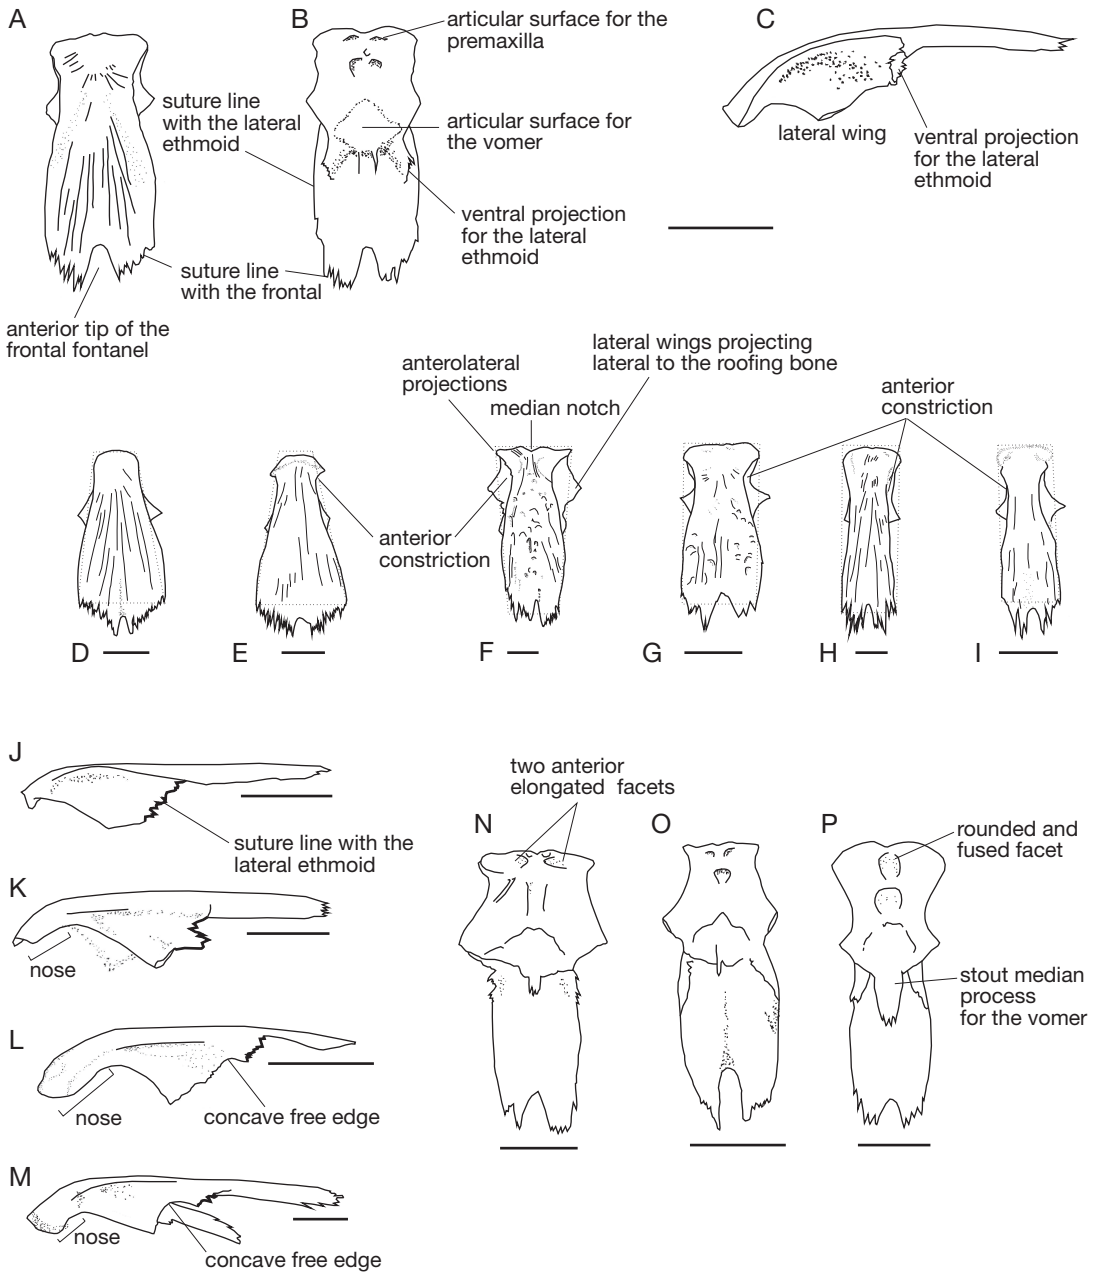 A
B
C
articular surface for the
premaxilla
suture line
with the lateral
ethmoid
articular surface for
the vomer
lateral wing
ventral projection
for the lateral
ethmoid
ventral projection
for the lateral
ethmoid
suture line
with the frontal
anterior tip of the
frontal fontanel
anterolateral
projections
lateral wings projecting
lateral to the roofing bone
median notch
anterior
constriction
anterior
constriction
D
E
F
G
H
I
J
suture line with the
lateral ethmoid
K
nose
L
nose
concave free edge
M
nose
concave free edge
two anterior
elongated facets
N
O
P
rounded and
fused facet
stout median
process
for the vomer